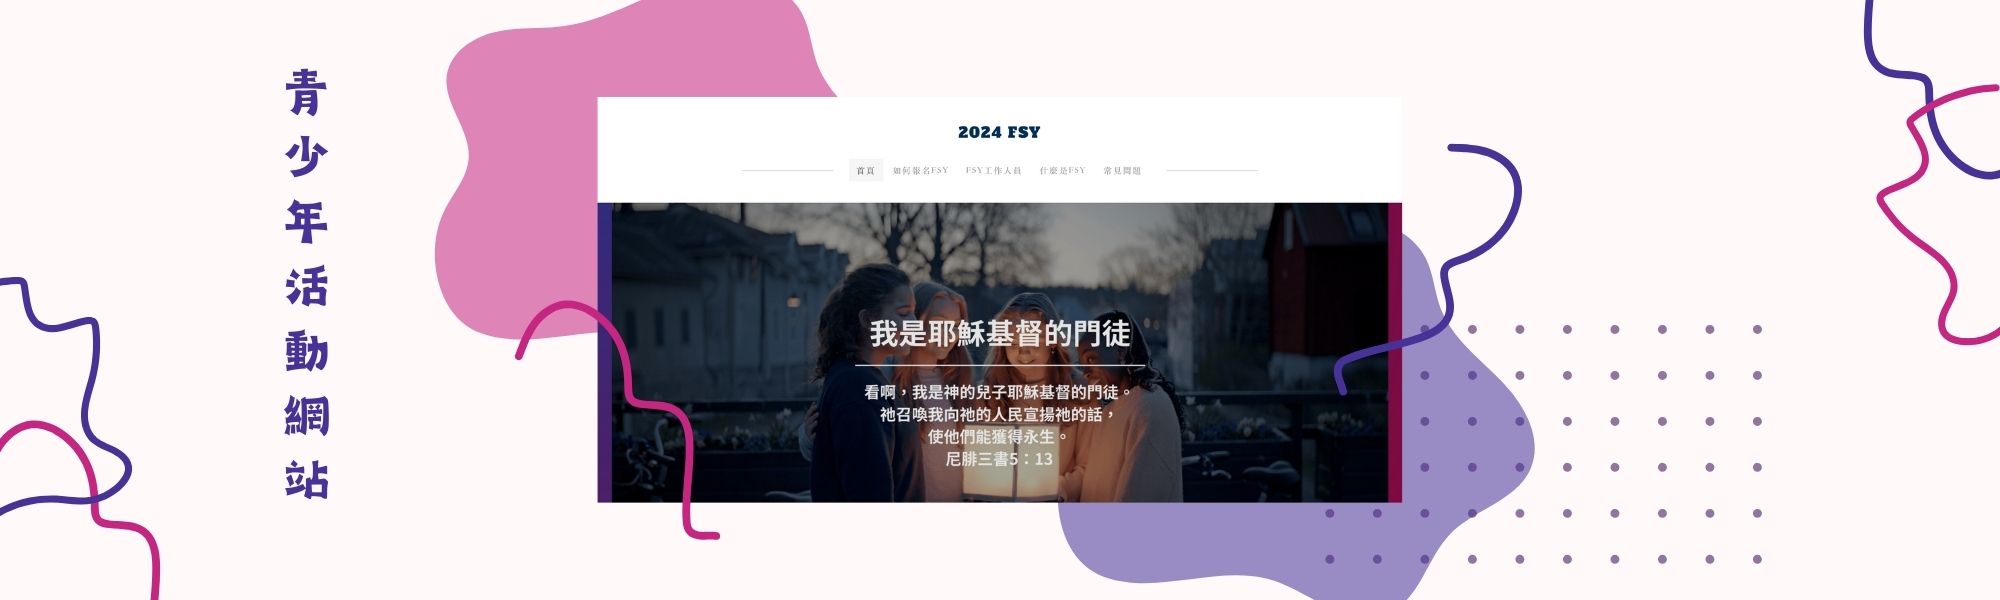 青少年活動網站
2024 FSY
首頁 如何報名FSY FSY工作人員 什麼是FSY 常見問題
我是耶穌基督的門徒
看啊，我是神的兒子耶穌基督的門徒。
祂召喚我向祂的人民宣揚祂的話，
使他們能獲得永生。
尼腓三書5：13